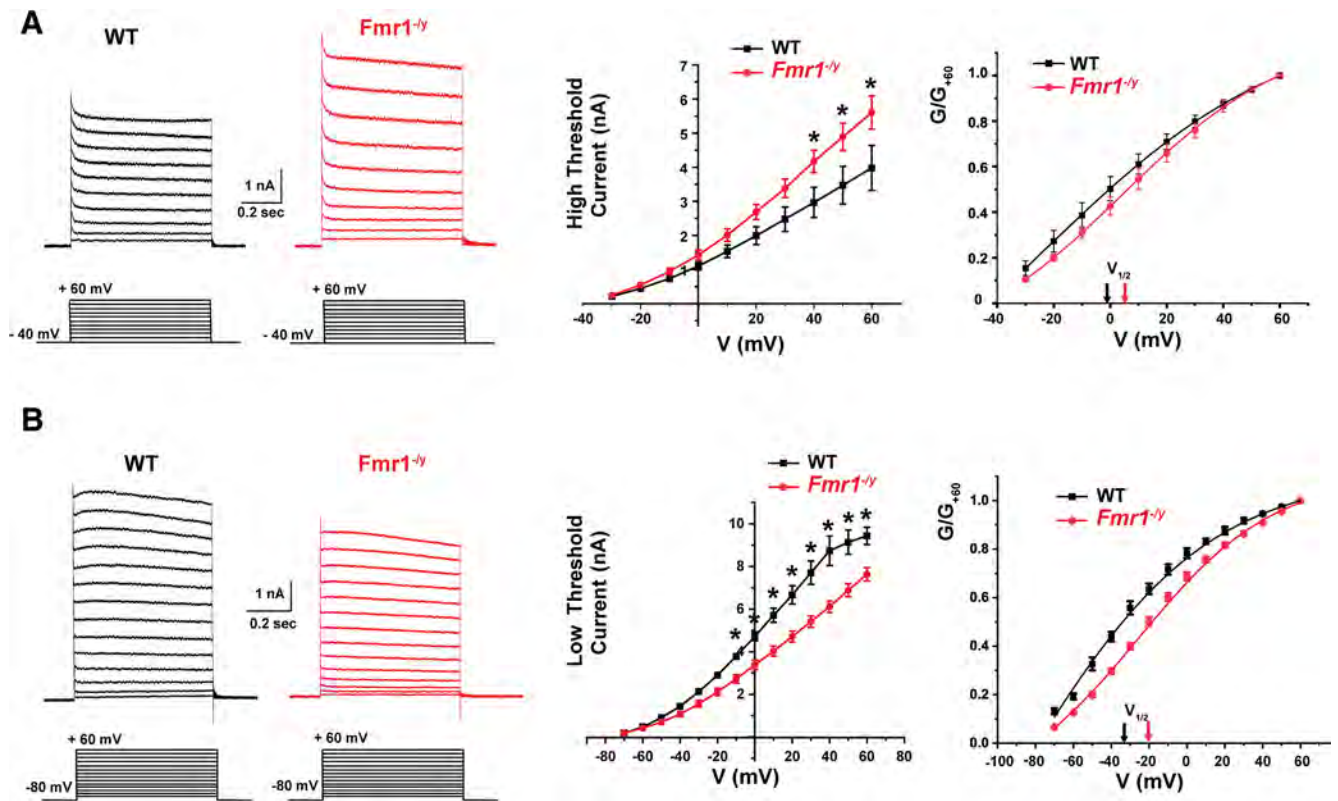 A
WT
Fmr1-/y
1 nA
0.2 sec
+ 60 mV
- 40 mV
+ 60 mV
- 40 mV
WT
Fmr1-/y
High Threshold
Current (nA)
7
6
5
4
3
2
1
* * *
-40 -20 0 20 40 60
V (mV)
WT
Fmr1-/y
G/G+60
1.0
0.8
0.6
0.4
0.2
0
V1/2
-40 -20 0 20 40 60
V (mV)
B
WT
Fmr1-/y
1 nA
0.2 sec
+ 60 mV
-80 mV
+ 60 mV
-80 mV
WT
Fmr1-/y
Low Threshold
Current (nA)
10
8
6
4
2
* * * * * * * *
-80 -60 -40 -20 0 20 40 60 80
V (mV)
WT
Fmr1-/y
G/G+60
1.0
0.8
0.6
0.4
0.2
0.0
V1/2
-100 -80 -60 -40 -20 0 20 40 60
V (mV)